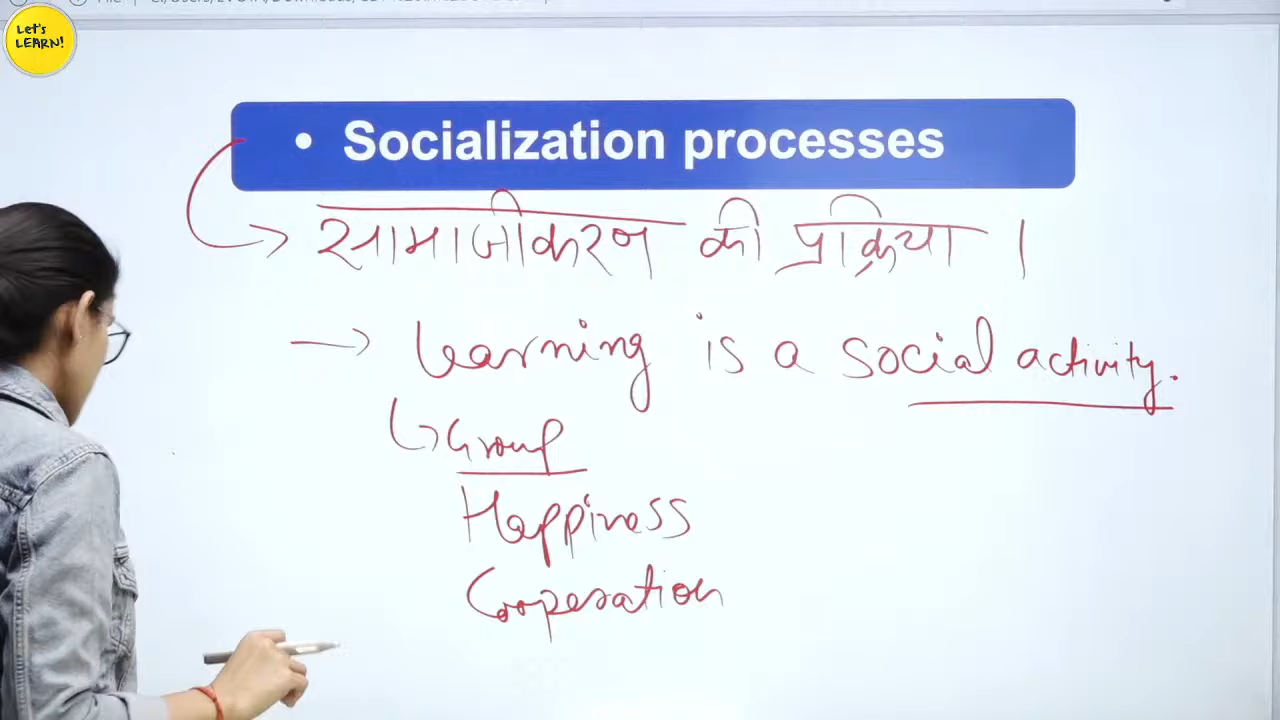 Let's
LEARN!
• Socialization processes
सामाजीकरण की प्रक्रिया ।
→ Learning is a social activity.
↳ Group
Happiness
Cooperation